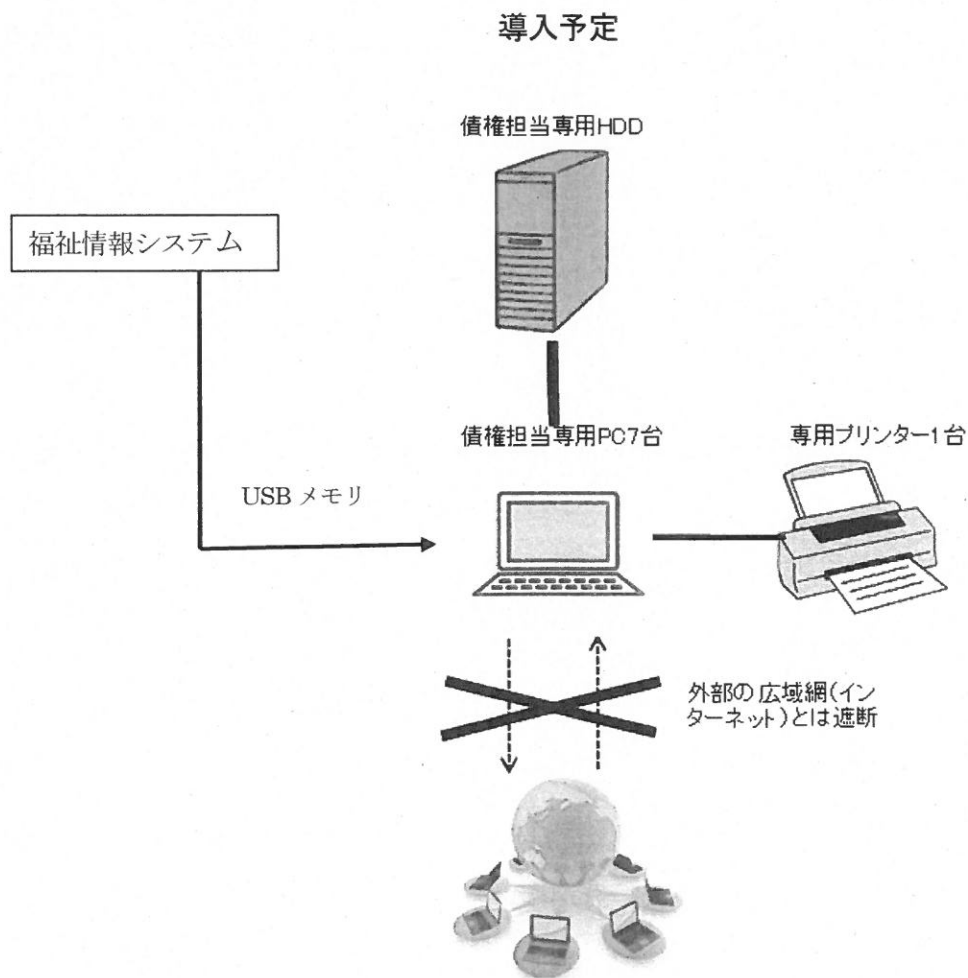 導入予定
債権担当専用HDD
福祉情報システム
債権担当専用PC7台
専用プリンター1台
USB メモリ
外部の広域網(イン
ターネット)とは遮断